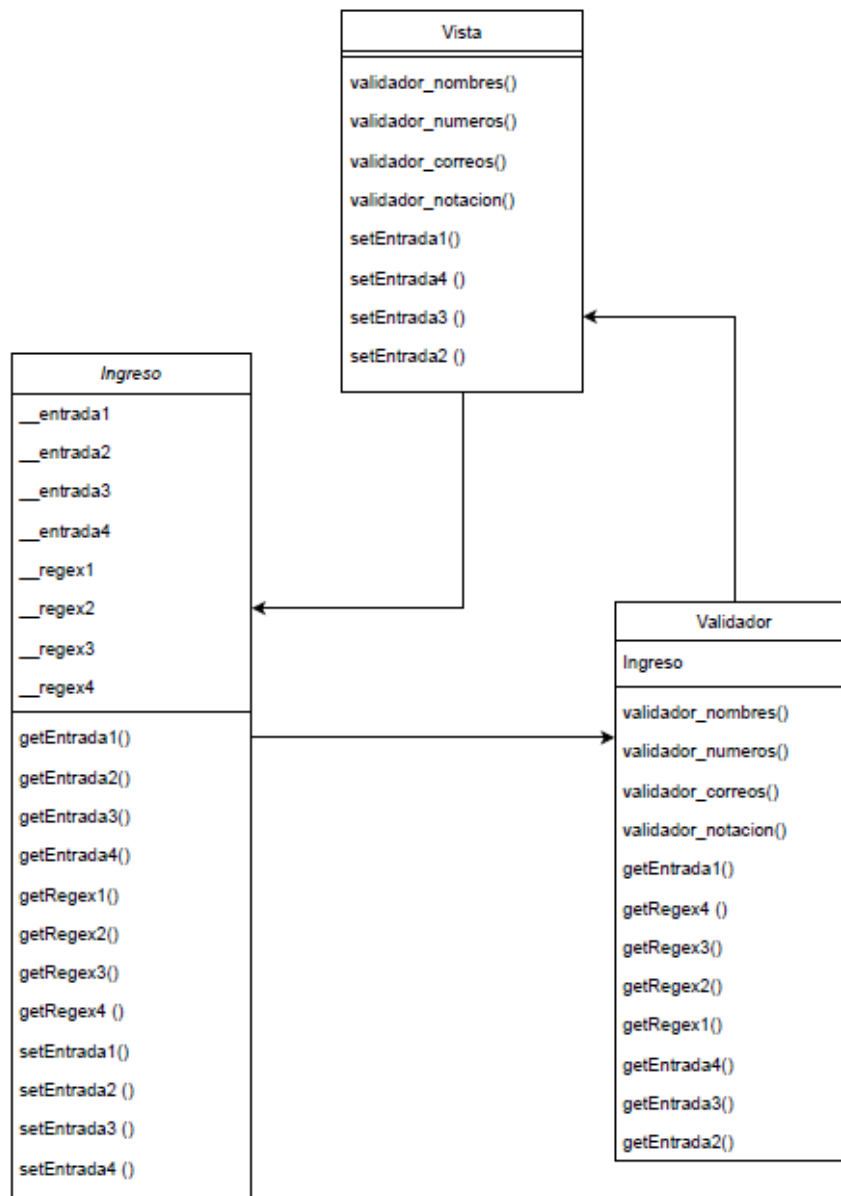 Vista
validador_nombres()
validador_numeros()
validador_correos()
validador_notacion()
setEntrada1()
setEntrada4 ()
setEntrada3 ()
setEntrada2 ()
Ingreso
__entrada1
__entrada2
__entrada3
__entrada4
__regex1
__regex2
__regex3
__regex4
getEntrada1()
getEntrada2()
getEntrada3()
getEntrada4()
getRegex1()
getRegex2()
getRegex3()
getRegex4 ()
setEntrada1()
setEntrada2 ()
setEntrada3 ()
setEntrada4 ()
Validador
Ingreso
validador_nombres()
validador_numeros()
validador_correos()
validador_notacion()
getEntrada1()
getRegex4 ()
getRegex3()
getRegex2()
getRegex1()
getEntrada4()
getEntrada3()
getEntrada2()